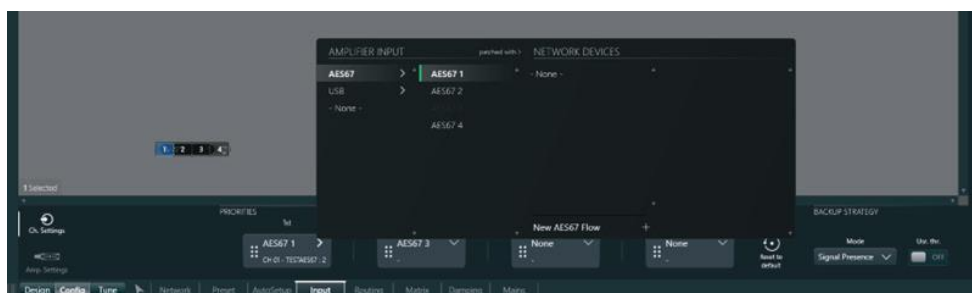 AMPLIFIER INPUT patched with > NETWORK DEVICES
AES67 > AES67 1 - None -
USB > AES67 2
- None -
AES67 4
1 2 3 4
1 Selected
New AES67 Flow +
PRIORITIES BACKUP STRATEGY
1st
Ch. Settings
AES67 1 > AES67 3 None None Mode Usr. thr.
CH 01 - TESTAES67 : 2 - - - Reset to default Signal Presence OFF
Amp. Settings
Design Config Tune Network Preset AutoSetup Input Routing Matrix Damping Mains